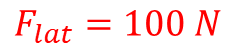 F_lat = 100 N